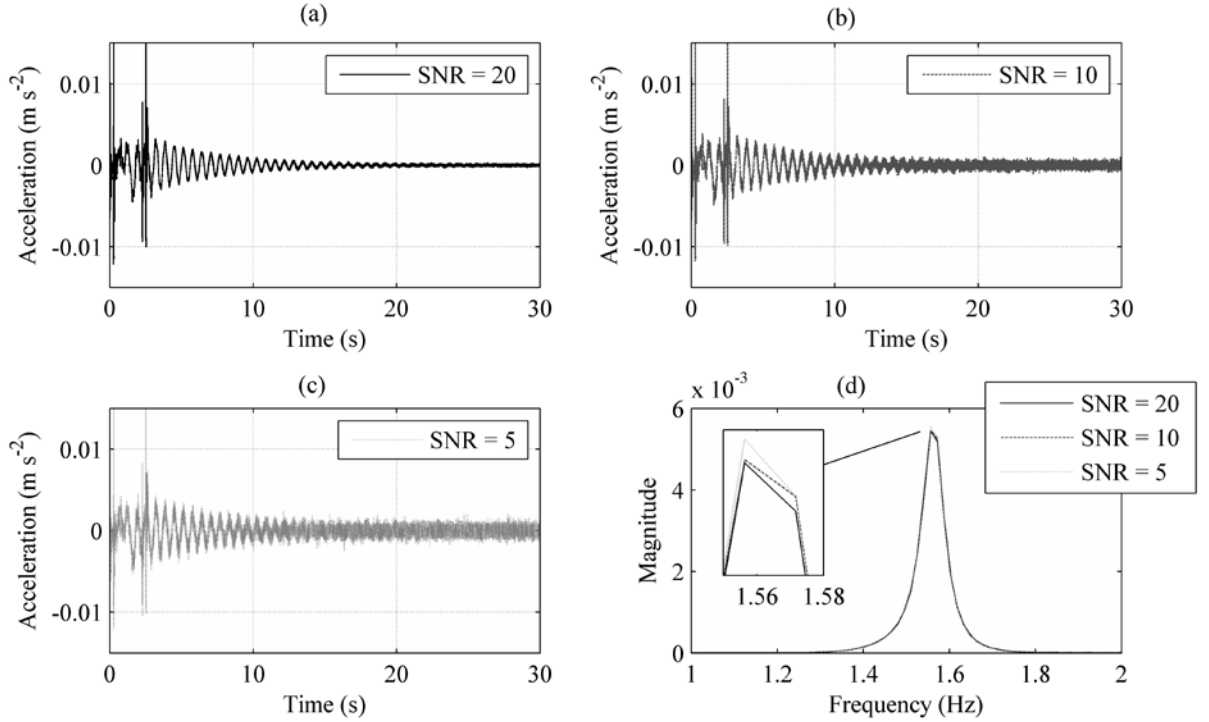 (a)
SNR = 20
0.01
0
-0.01
Acceleration (m s-2)
0 10 20 30
Time (s)
(b)
SNR = 10
0.01
0
-0.01
Acceleration (m s-2)
0 10 20 30
Time (s)
(c)
SNR = 5
0.01
0
-0.01
Acceleration (m s-2)
0 10 20 30
Time (s)
(d)
x 10-3
SNR = 20
SNR = 10
SNR = 5
6
4
2
0
Magnitude
1.56 1.58
1 1.2 1.4 1.6 1.8 2
Frequency (Hz)